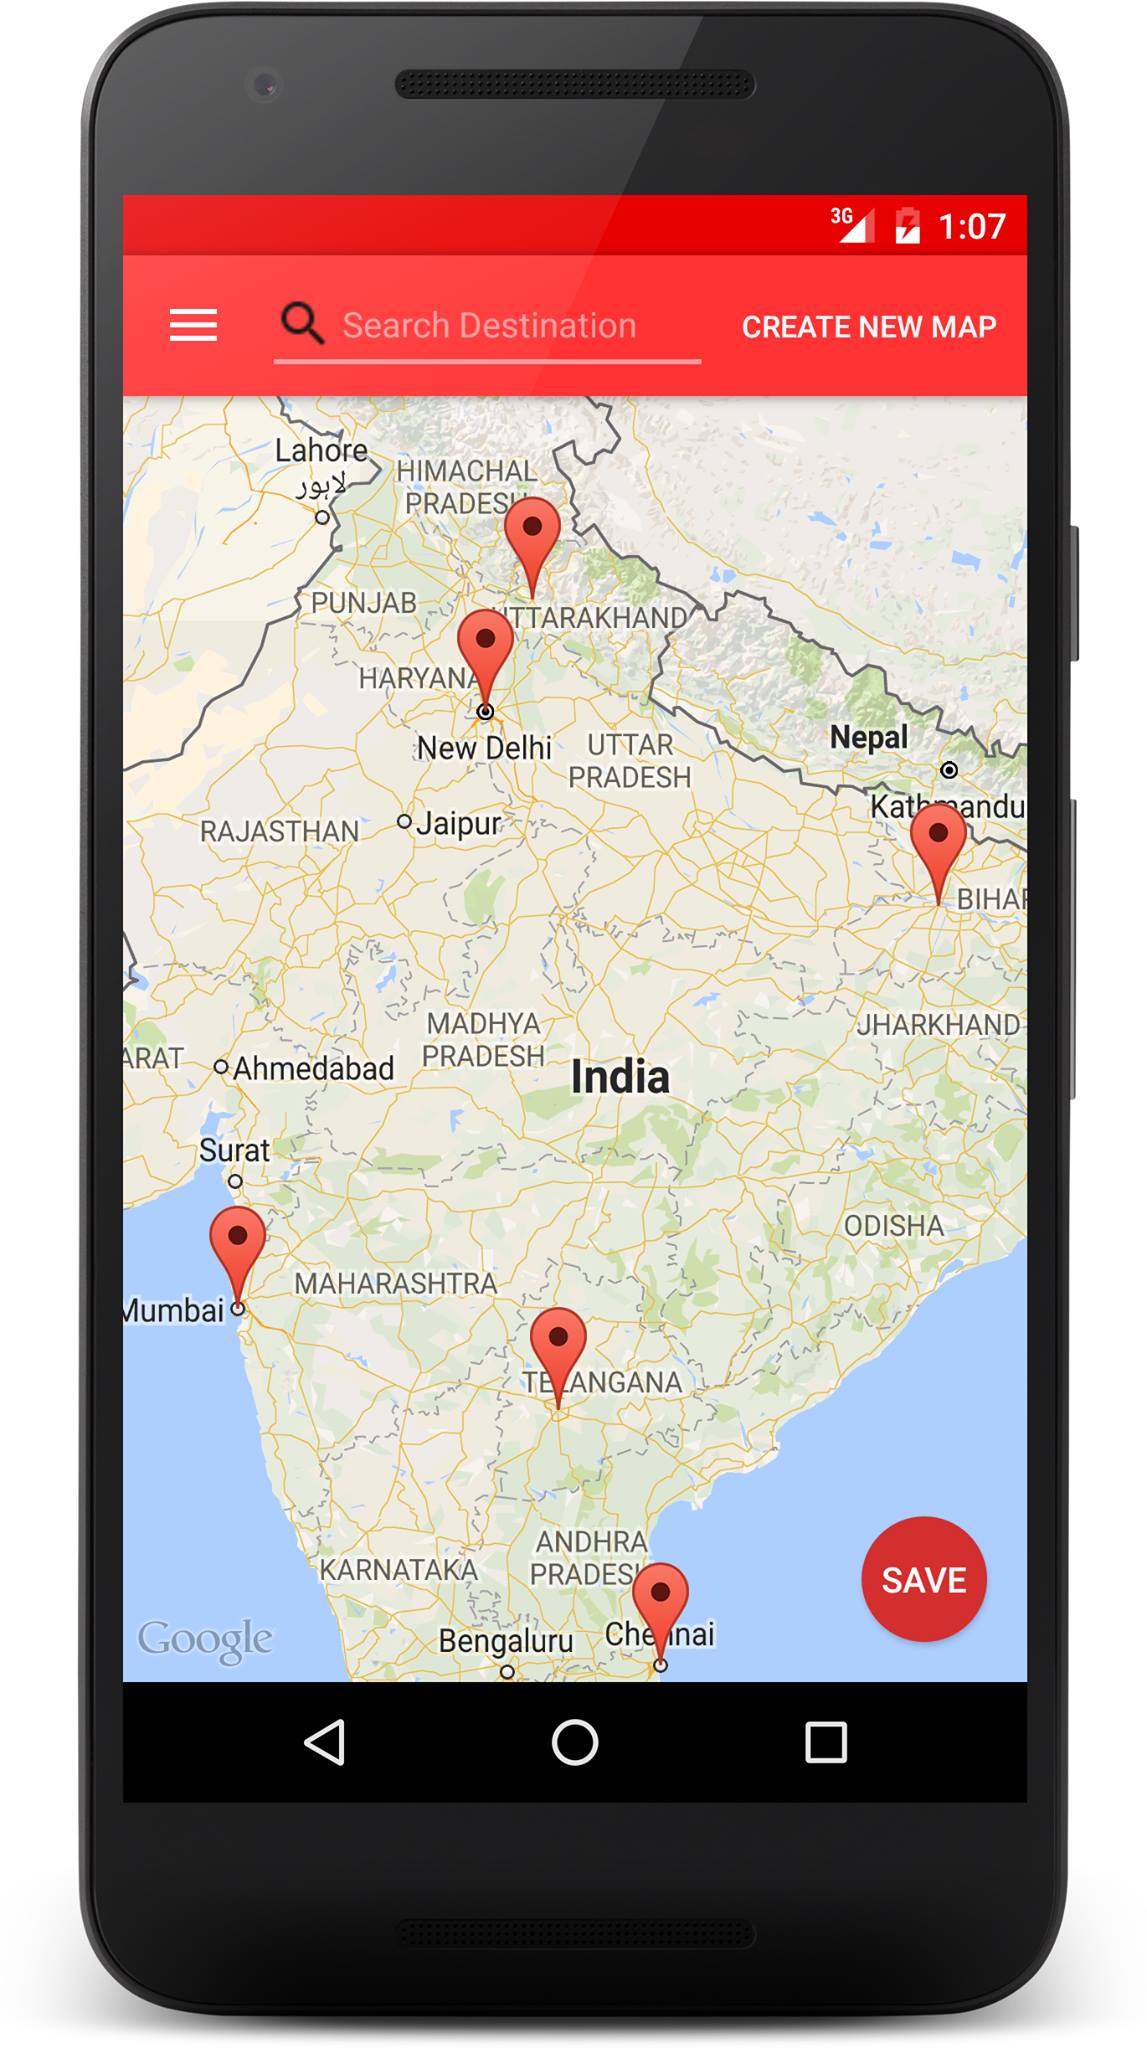 3G 1:07
Search Destination CREATE NEW MAP
Lahore
لاہور
HIMACHAL
PRADESH
PUNJAB
UTTARAKHAND
HARYANA
New Delhi
UTTAR
PRADESH
Nepal
Kathmandu
RAJASTHAN
Jaipur
BIHAR
MADHYA
PRADESH
JHARKHAND
ARAT
Ahmedabad
India
Surat
ODISHA
MAHARASHTRA
Mumbai
TELANGANA
ANDHRA
PRADESH
KARNATAKA
SAVE
Google
Bengaluru
Chennai